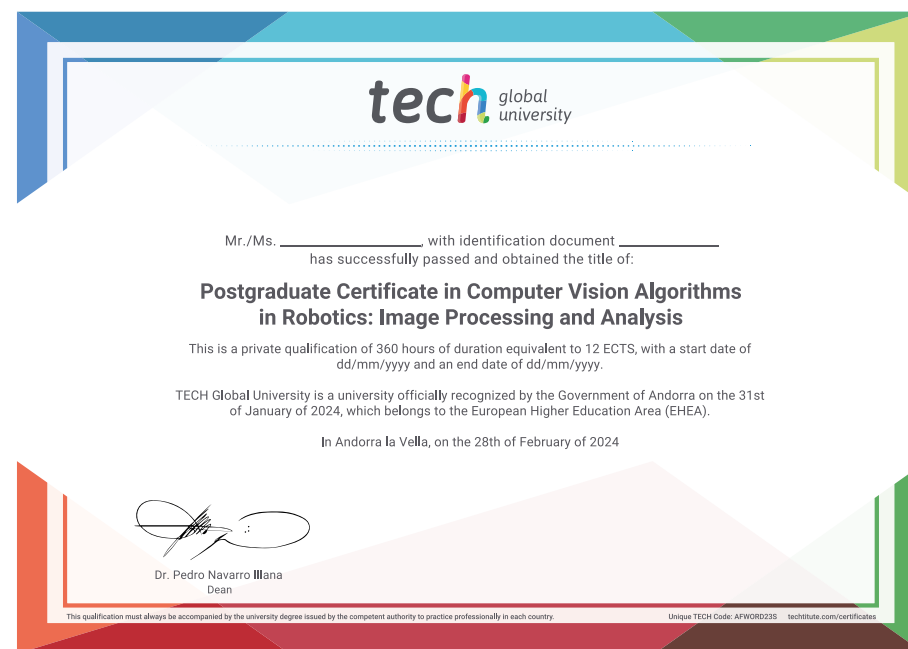 tech global university
Mr./Ms. ____________________, with identification document ______________
has successfully passed and obtained the title of:
Postgraduate Certificate in Computer Vision Algorithms
in Robotics: Image Processing and Analysis
This is a private qualification of 360 hours of duration equivalent to 12 ECTS, with a start date of
dd/mm/yyyy and an end date of dd/mm/yyyy.
TECH Global University is a university officially recognized by the Government of Andorra on the 31st
of January of 2024, which belongs to the European Higher Education Area (EHEA).
In Andorra la Vella, on the 28th of February of 2024
Dr. Pedro Navarro Illana
Dean
This qualification must always be accompanied by the university degree issued by the competent authority to practice professionally in each country.
Unique TECH Code: AFWORD23S techtitute.com/certificates